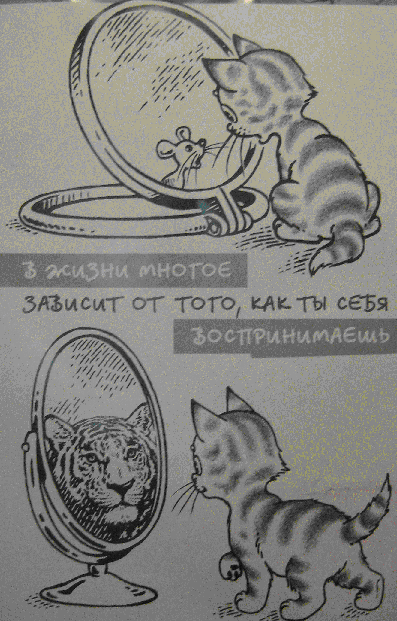 В ЖИЗНИ МНОГОЕ
ЗАВИСИТ ОТ ТОГО, КАК ТЫ СЕБЯ
ВОСПРИНИМАЕШЬ